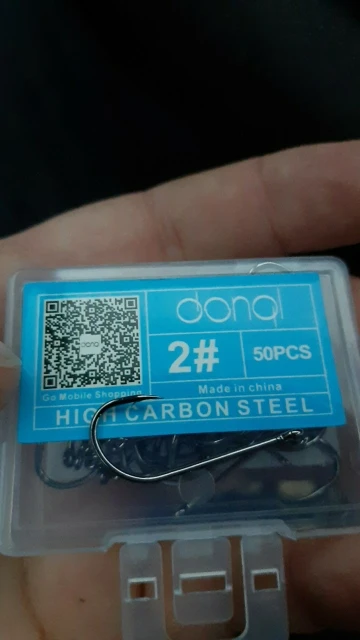 donql
2#
50PCS
Go Mobile Shopping
Made in china
HIGH CARBON STEEL